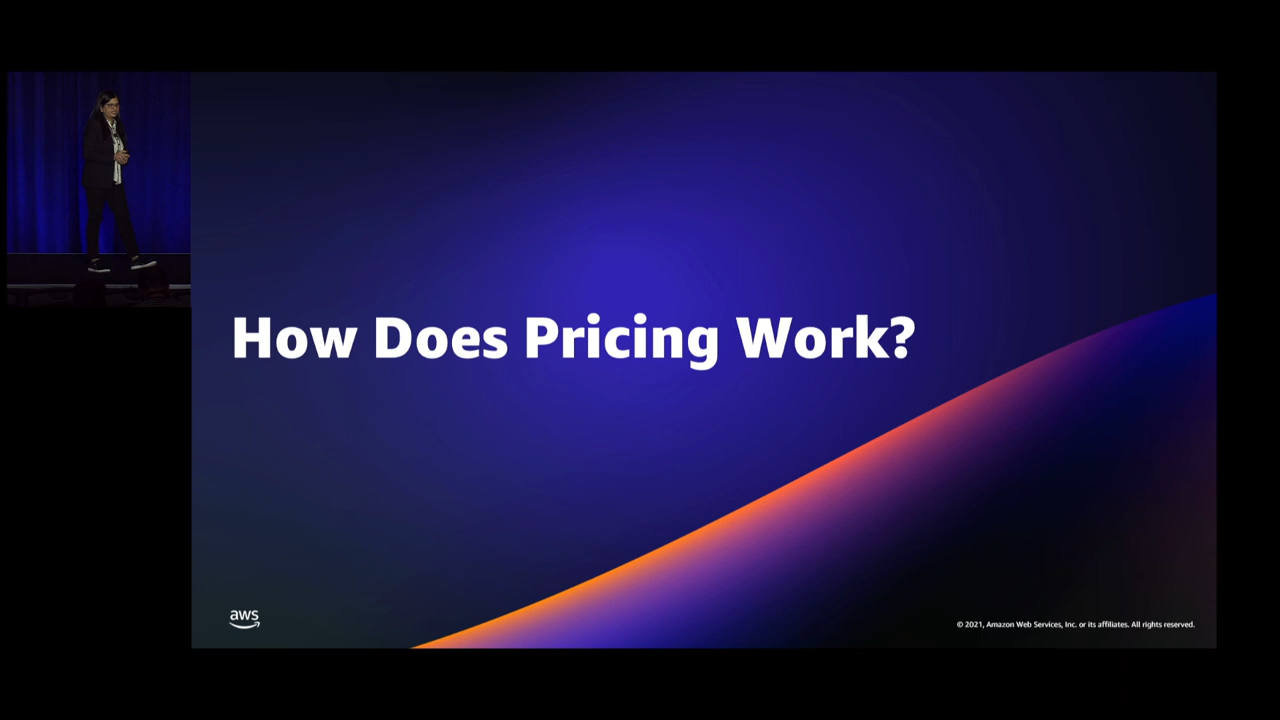 How Does Pricing Work?
aws
© 2021, Amazon Web Services, Inc. or its affiliates. All rights reserved.